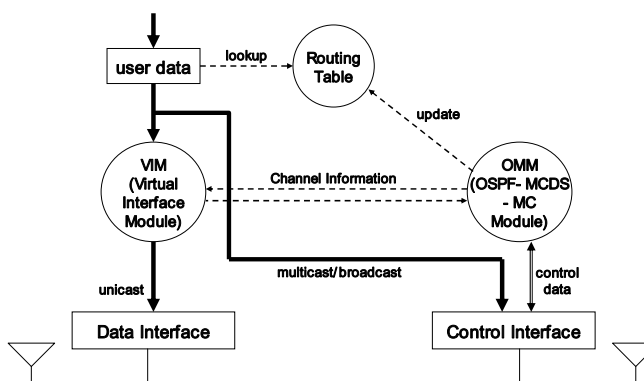 lookup
Routing
Table
user data
update
VIM
(Virtual
Interface
Module)
Channel Information
OMM
(OSPF- MCDS
- MC
Module)
unicast
multicast/broadcast
control
data
Data Interface
Control Interface